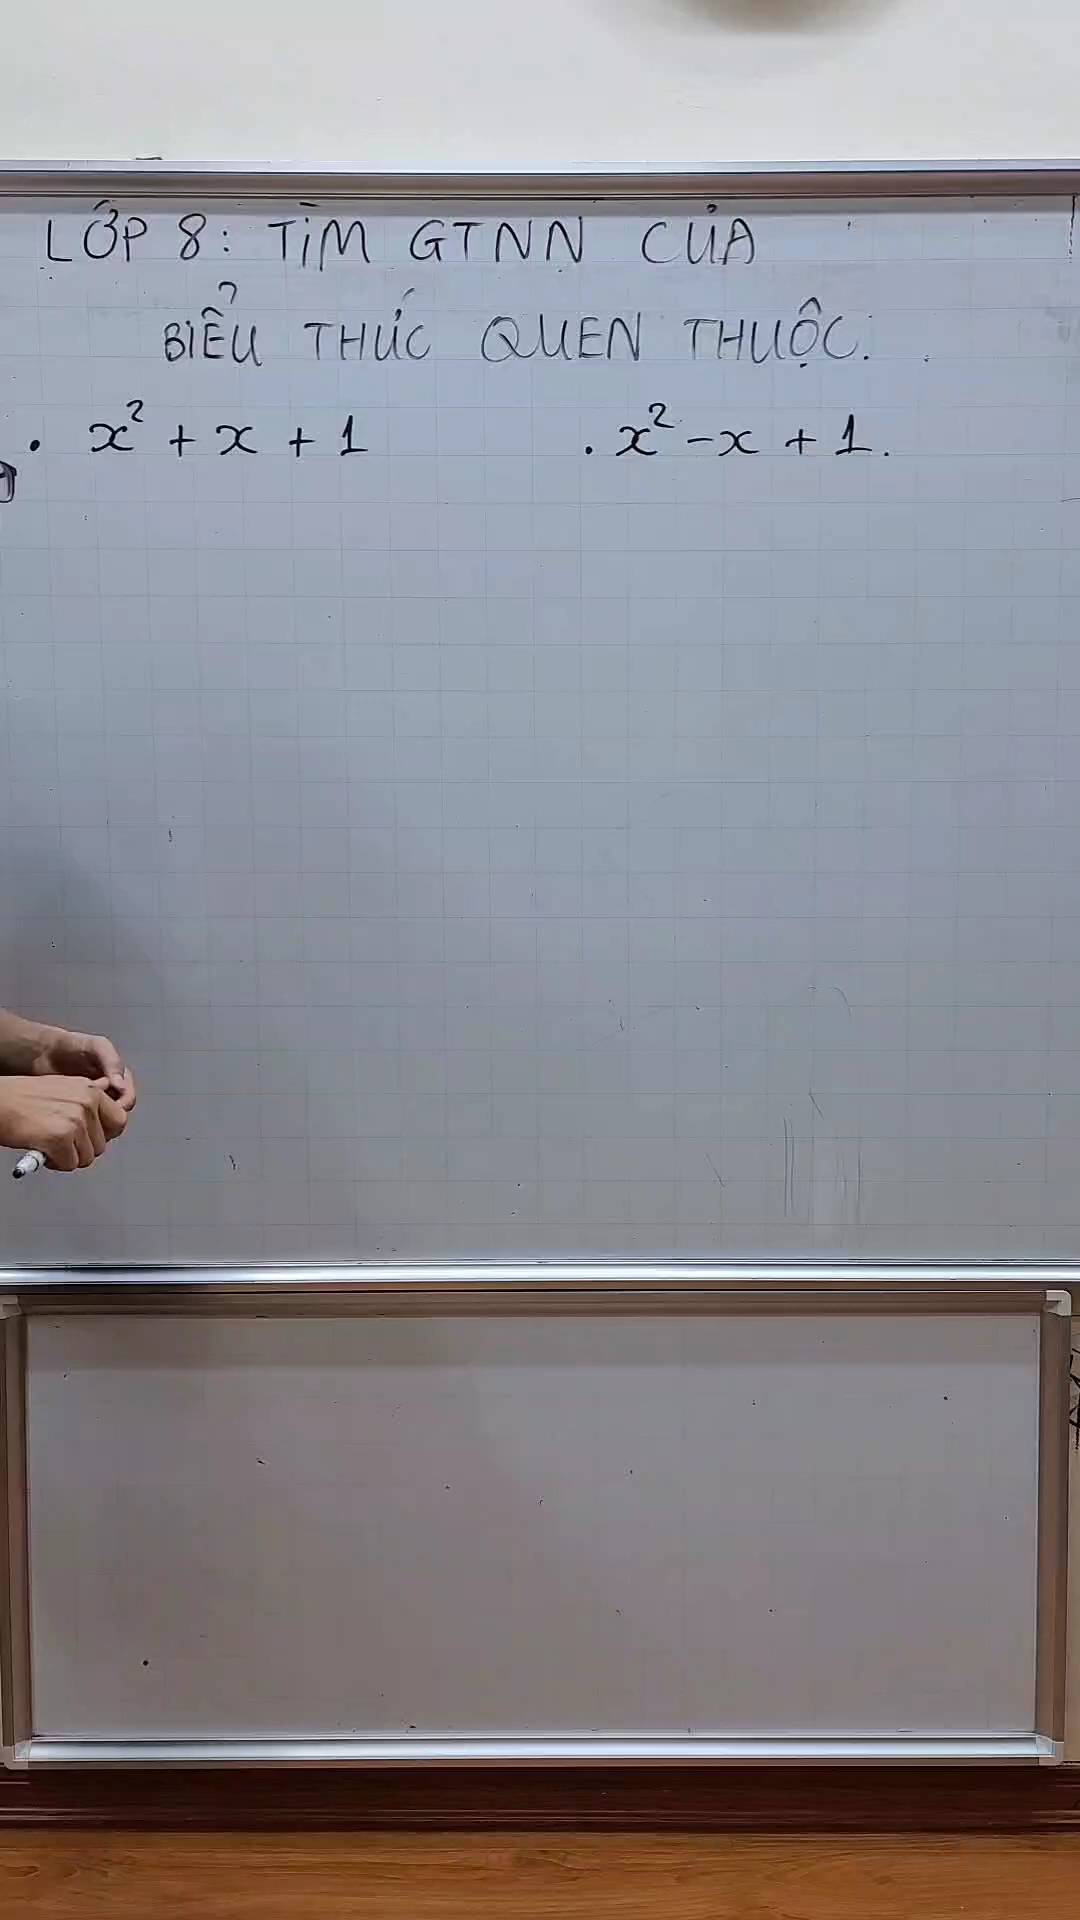 LỚP 8: TÌM GTNN CỦA
BIỂU THỨC QUEN THUỘC.
. x² + x + 1
. x² - x + 1.